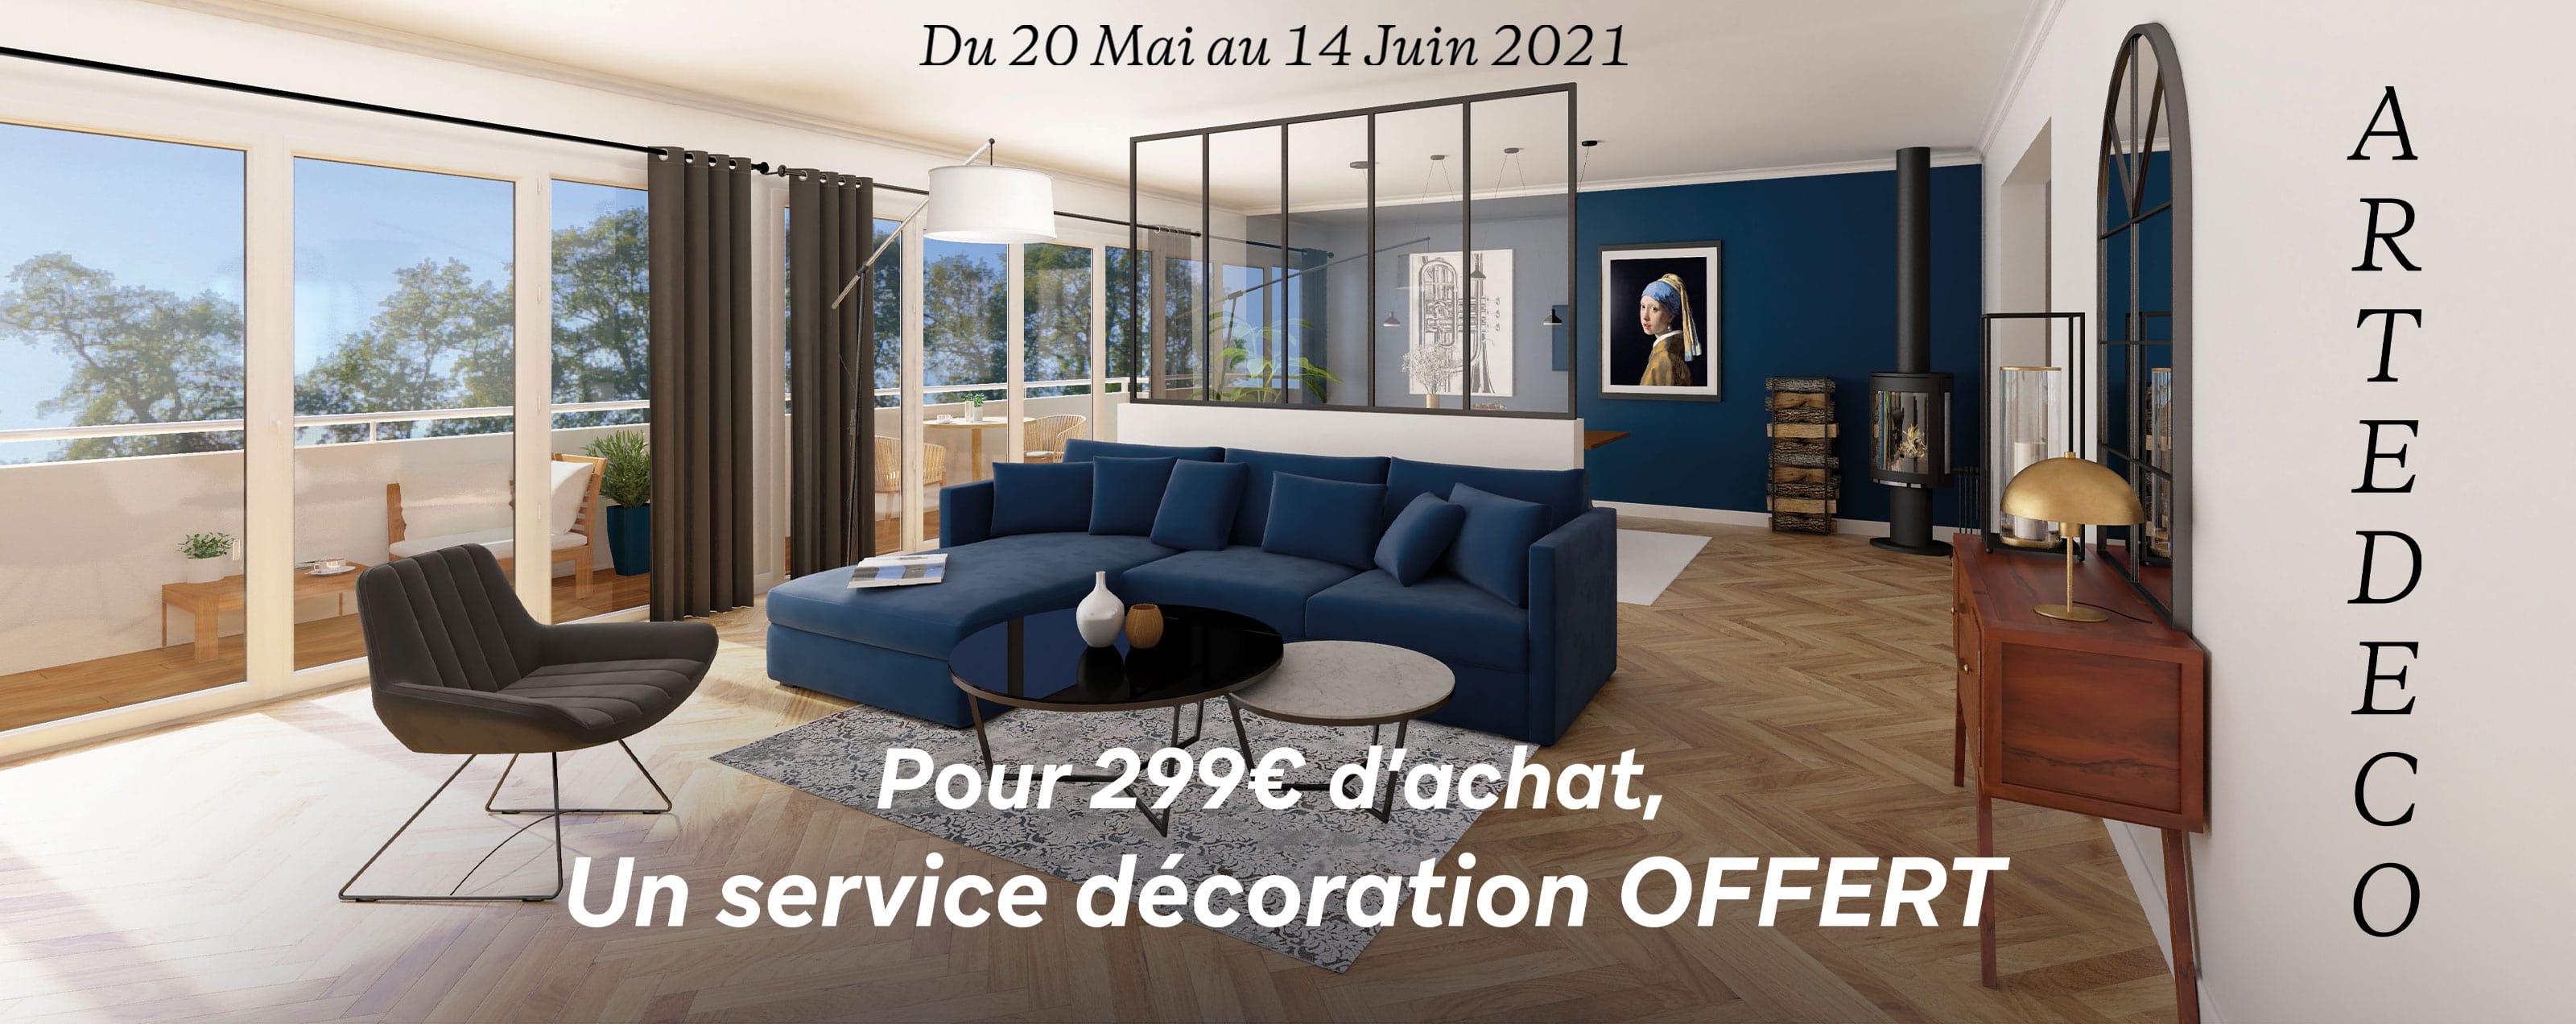 Du 20 Mai au 14 Juin 2021
ARTEDECO
Pour 299€ d'achat,
Un service décoration OFFERT